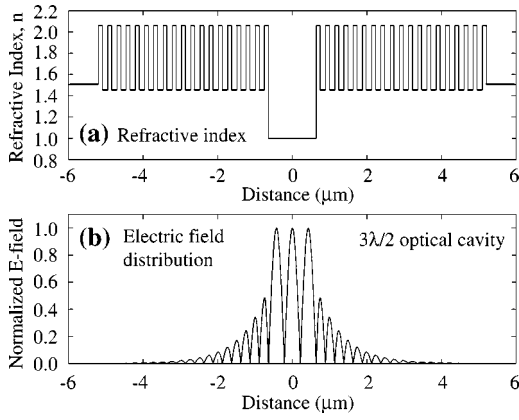 Refractive Index, n
2.2
2.0
1.8
1.6
1.4
1.2
1.0
0.8
(a) Refractive index
-6 -4 -2 0 2 4 6
Distance (μm)
Normalized E-field
1.0
0.8
0.6
0.4
0.2
0.0
(b) Electric field
distribution
3λ/2 optical cavity
-6 -4 -2 0 2 4 6
Distance (μm)